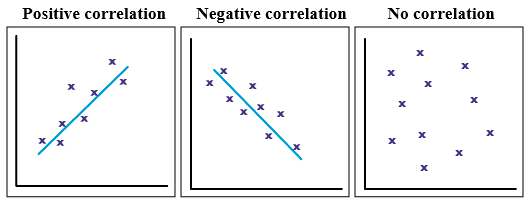 Positive correlation
Negative correlation
No correlation